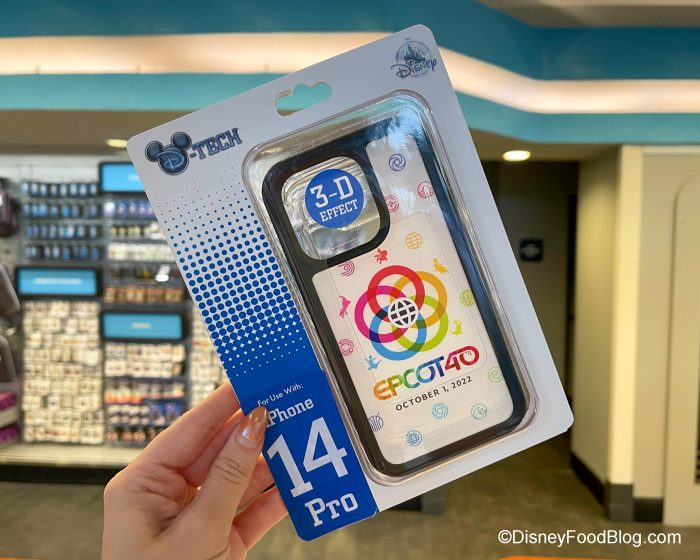 Disney
D-TECH
3-D
EFFECT
EPCOT40
OCTOBER 1, 2022
For Use With:
iPhone
14
Pro
©DisneyFoodBlog.com